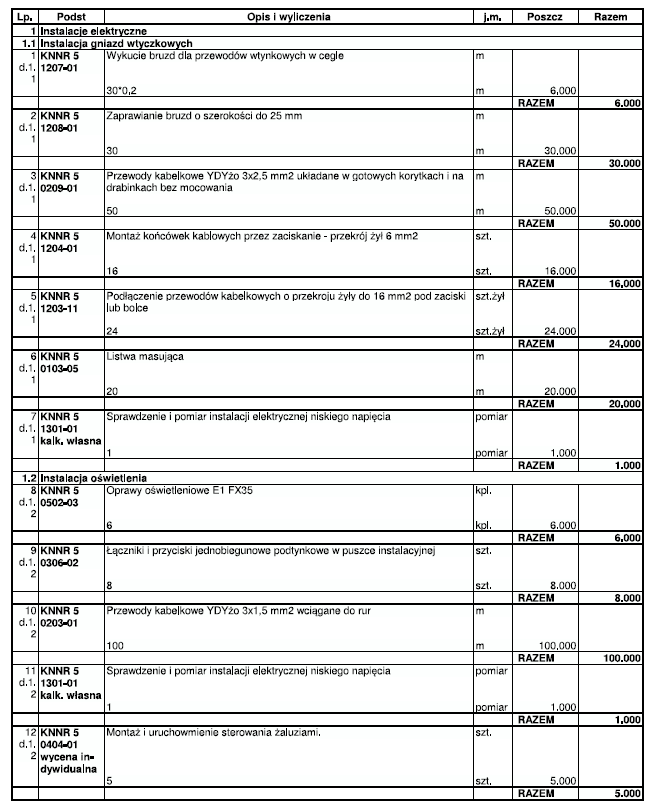 Lp. Podst Opis i wyliczenia j.m. Poszcz Razem
1 Instalacje elektryczne
1.1 Instalacja gniazd wtyczkowych
1 KNNR 5 Wykucie bruzd dla przewodów wtynkowych w cegle m
d.1. 1207-01
1
30*0,2 m 6,000
RAZEM 6.000
2 KNNR 5 Zaprawianie bruzd o szerokości do 25 mm m
d.1. 1208-01
1
30 m 30,000
RAZEM 30.000
3 KNNR 5 Przewody kabelkowe YDYżo 3x2,5 mm2 układane w gotowych korytkach i na m
d.1. 0209-01 drabinkach bez mocowania
1
50 m 50.000
RAZEM 50.000
4 KNNR 5 Montaż końcówek kablowych przez zaciskanie - przekrój żył 6 mm2 szt.
d.1. 1204-01
1
16 szt. 16.000
RAZEM 16,000
5 KNNR 5 Podłączenie przewodów kabelkowych o przekroju żyły do 16 mm2 pod zaciski szt.żył
d.1. 1203-11 lub bolce
1
24 szt.żył 24.000
RAZEM 24,000
6 KNNR 5 Listwa masująca m
d.1. 0103-05
1
20 m 20.000
RAZEM 20,000
7 KNNR 5 Sprawdzenie i pomiar instalacji elektrycznej niskiego napięcia pomiar
d.1. 1301-01
1 kalk. własna
1 pomiar 1.000
RAZEM 1.000
1.2 Instalacja oświetlenia
8 KNNR 5 Oprawy oświetleniowe E1 FX35 kpl.
d.1. 0502-03
2
6 kpl. 6.000
RAZEM 6,000
9 KNNR 5 Łączniki i przyciski jednobiegunowe podtynkowe w puszce instalacyjnej szt.
d.1. 0306-02
2
8 szt. 8.000
RAZEM 8.000
10 KNNR 5 Przewody kabelkowe YDYżo 3x1,5 mm2 wciągane do rur m
d.1. 0203-01
2
100 m 100,000
RAZEM 100.000
11 KNNR 5 Sprawdzenie i pomiar instalacji elektrycznej niskiego napięcia pomiar
d.1. 1301-01
2 kalk. własna
1 pomiar 1.000
RAZEM 1,000
12 KNNR 5 Montaż i uruchowmienie sterowania żaluziami. szt.
d.1. 0404-01
2 wycena in-
dywidualna
5 szt. 5,000
RAZEM 5.000